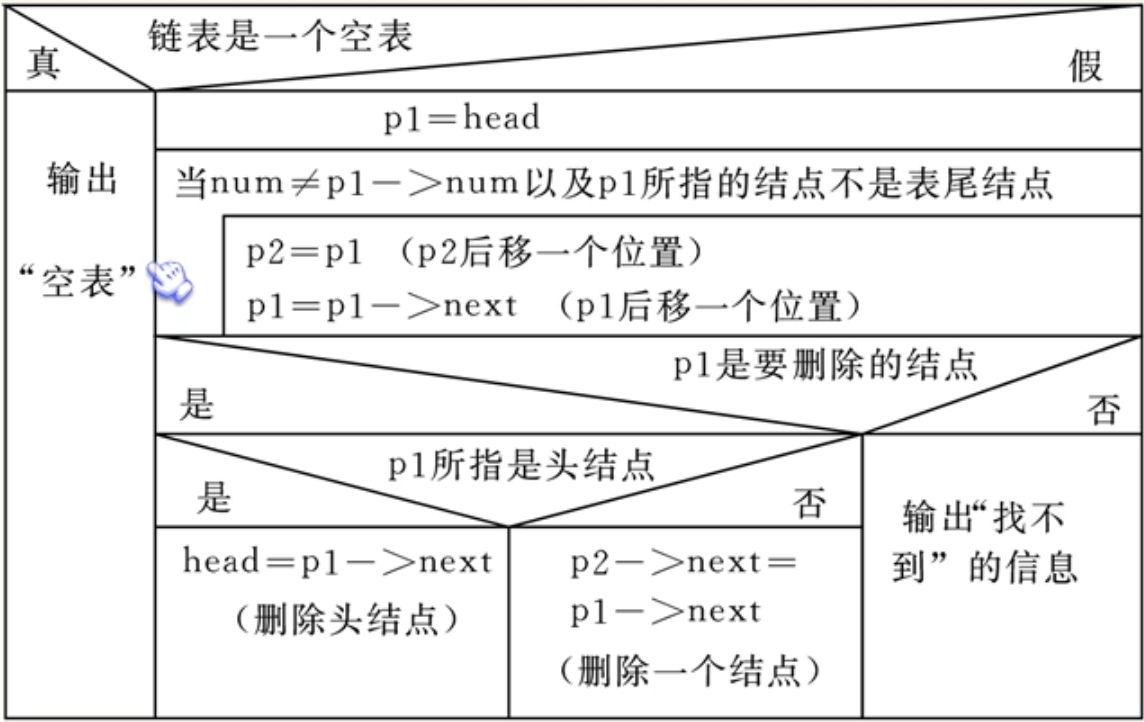 链表是一个空表
真
假
p1=head
输出
“空表”
当num≠p1->num以及p1所指的结点不是表尾结点
p2=p1 （p2后移一个位置）
p1=p1->next （p1后移一个位置）
p1是要删除的结点
是
否
p1所指是头结点
是
否
head=p1->next
（删除头结点）
p2->next=
p1->next
（删除一个结点）
输出“找不
到”的信息